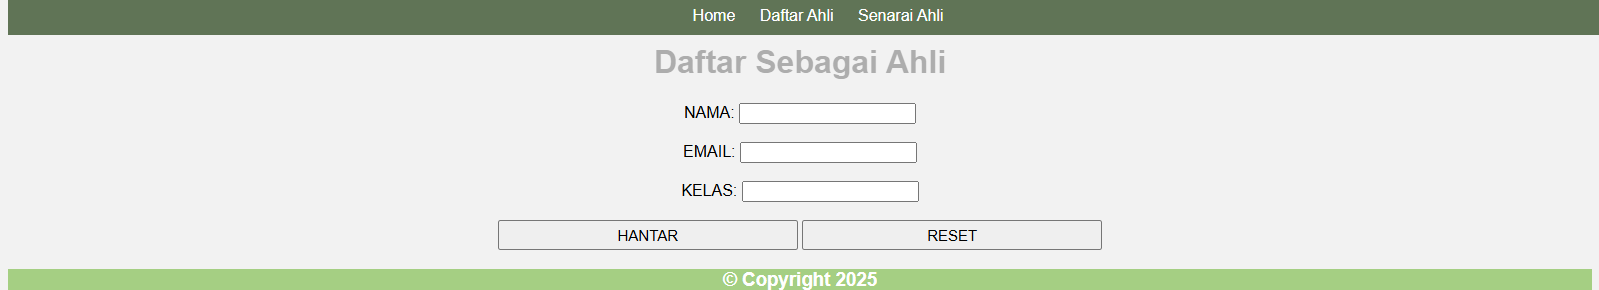 Home Daftar Ahli Senarai Ahli
Daftar Sebagai Ahli
NAMA:
EMAIL:
KELAS:
HANTAR RESET
© Copyright 2025